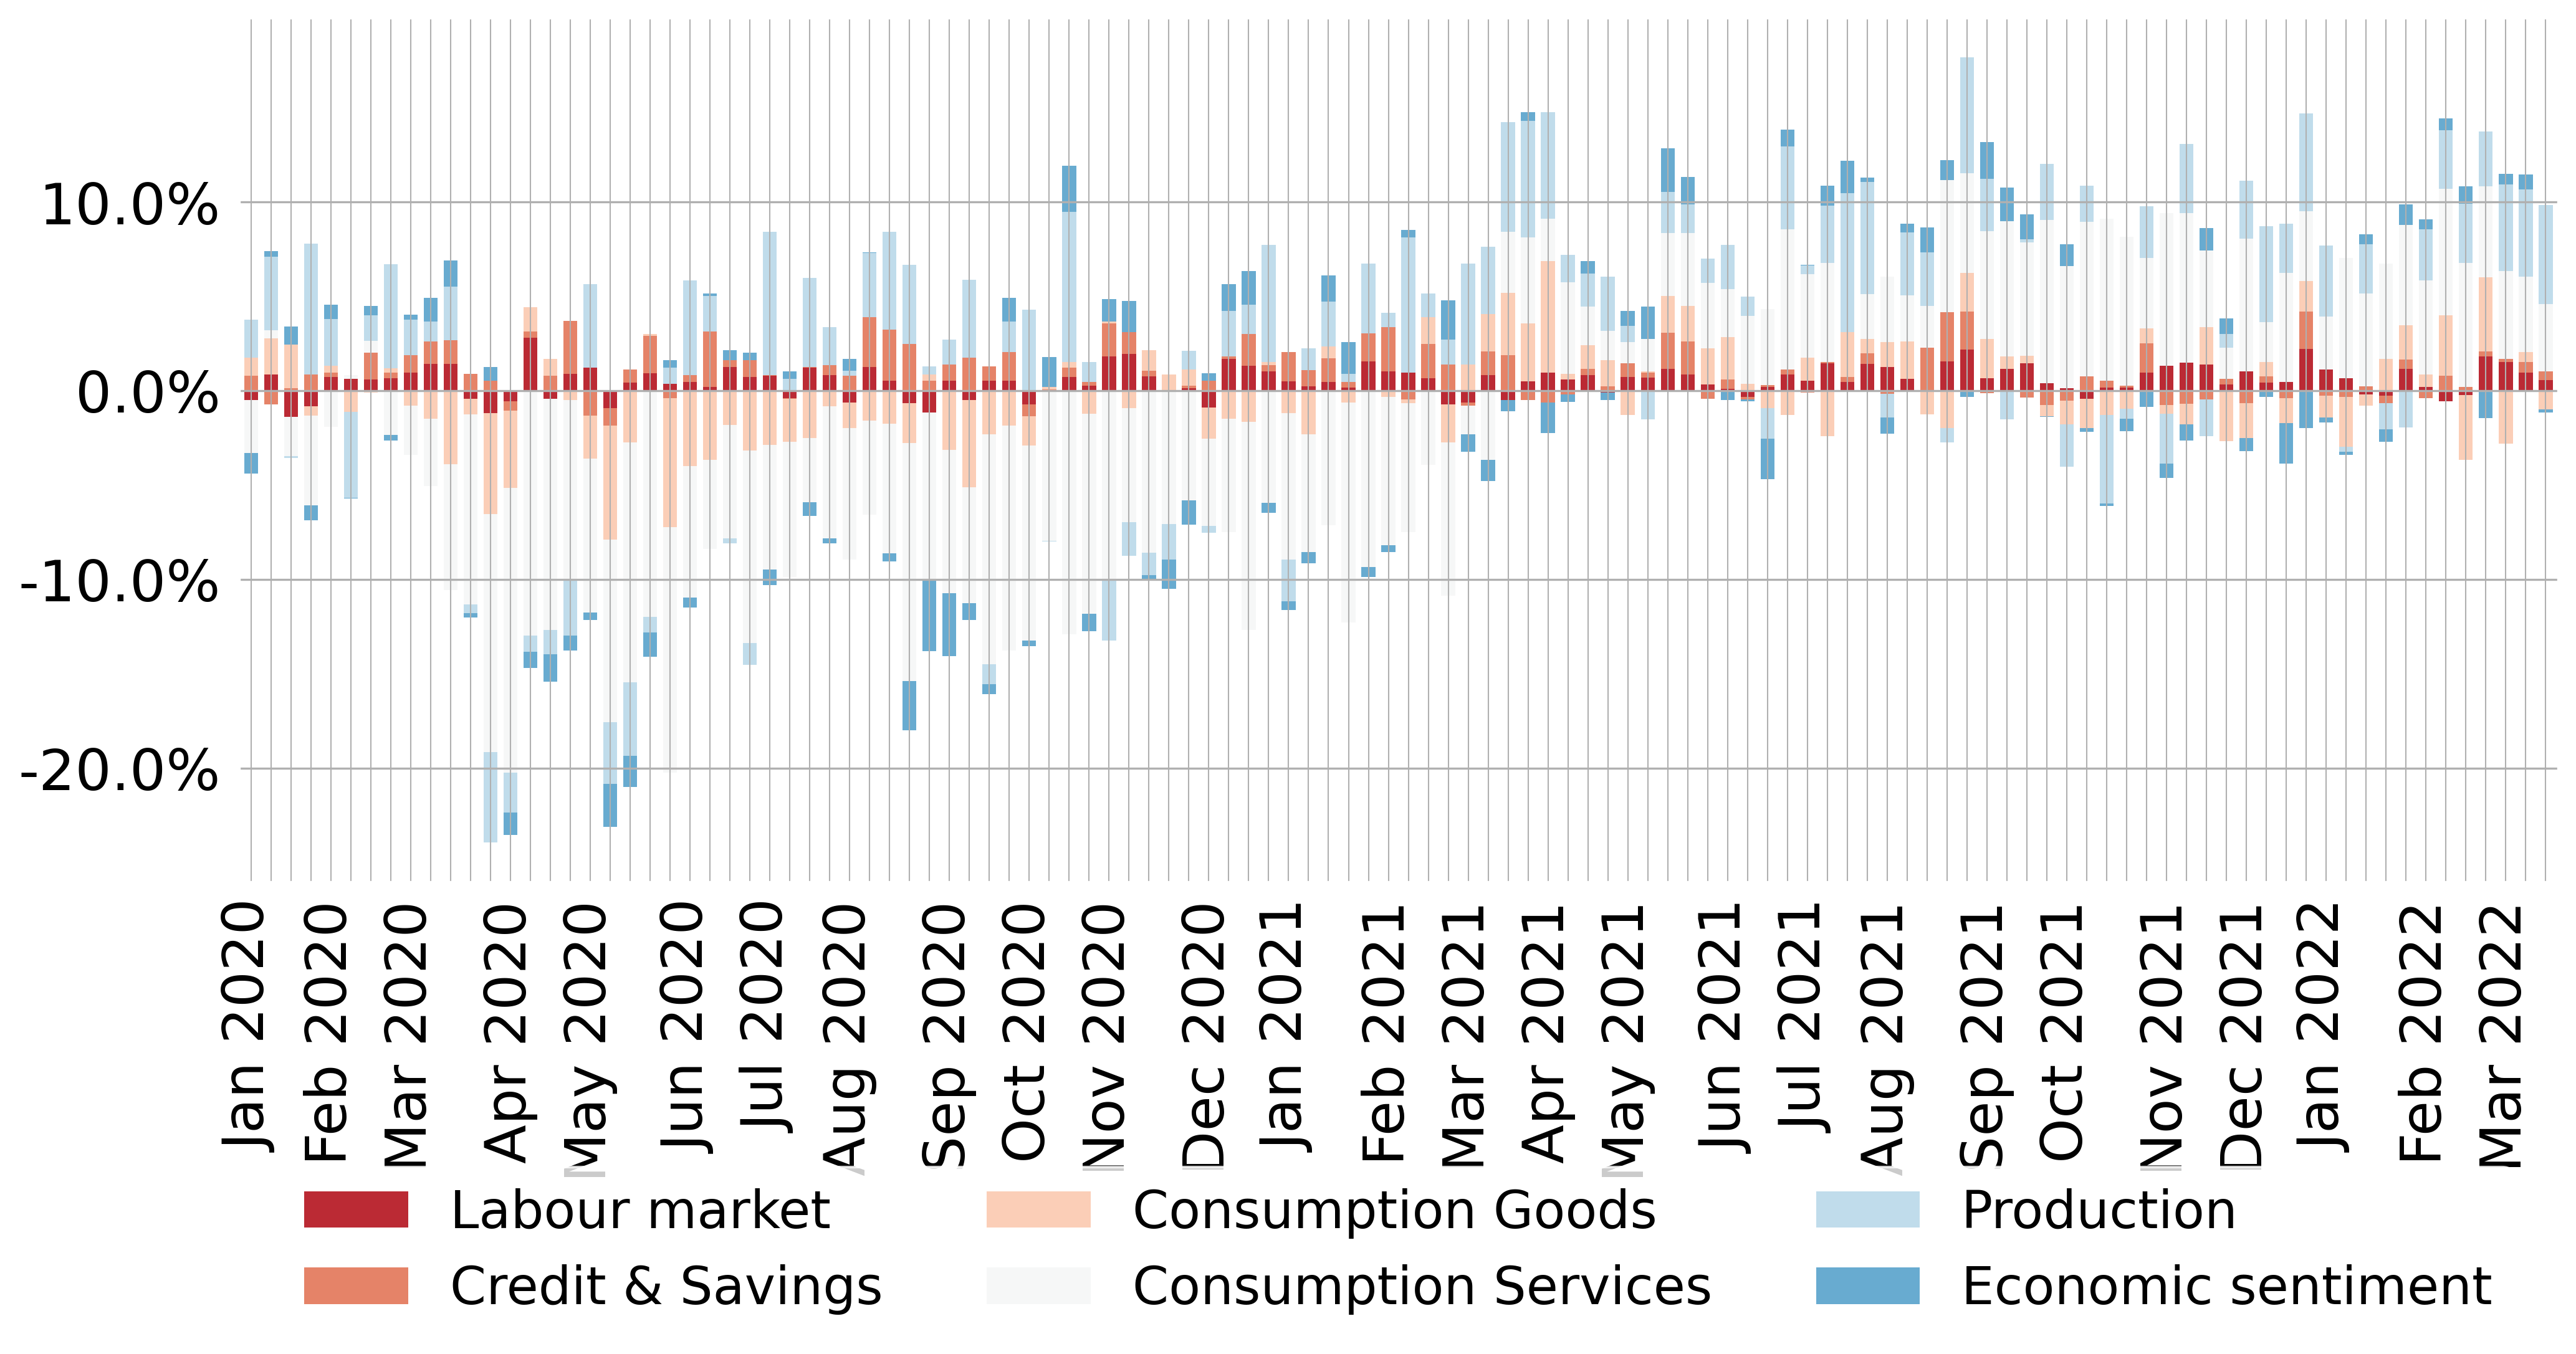 10.0%
0.0%
-10.0%
-20.0%
Jan 2020
Feb 2020
Mar 2020
Apr 2020
May 2020
Jun 2020
Jul 2020
Aug 2020
Sep 2020
Oct 2020
Nov 2020
Dec 2020
Jan 2021
Feb 2021
Mar 2021
Apr 2021
May 2021
Jun 2021
Jul 2021
Aug 2021
Sep 2021
Oct 2021
Nov 2021
Dec 2021
Jan 2022
Feb 2022
Mar 2022
Labour market
Credit & Savings
Consumption Goods
Consumption Services
Production
Economic sentiment